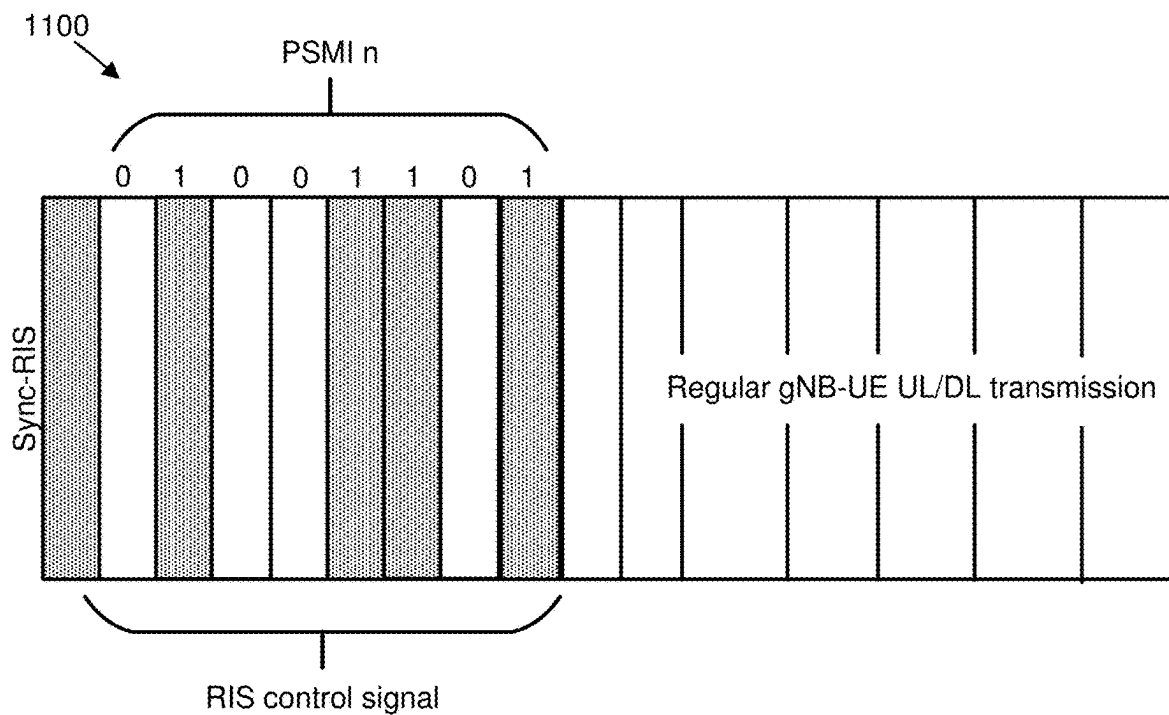 1100
PSMI n
0 1 0 0 1 1 0 1
Sync-RIS
Regular gNB-UE UL/DL transmission
RIS control signal